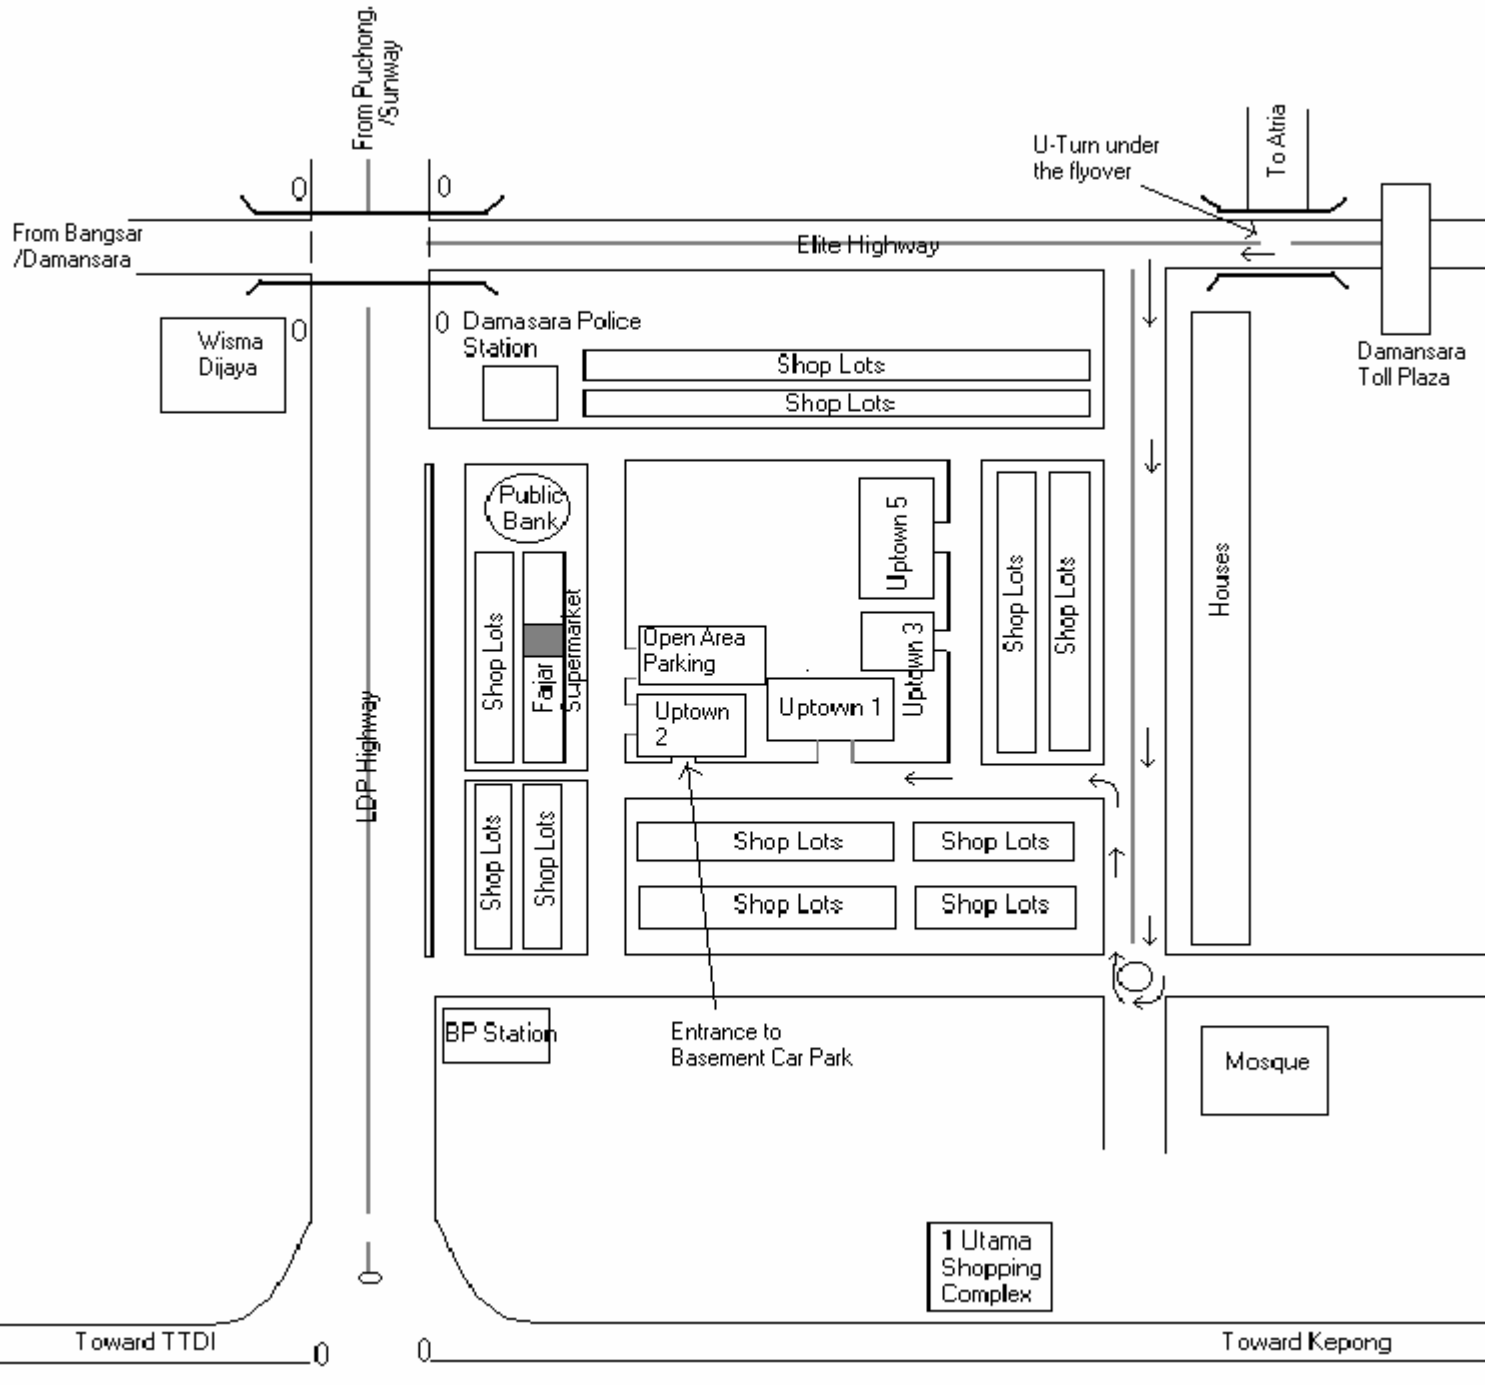 From Puchong,
/Sunway
To Atria
U-Turn under
the flyover
From Bangsar
/Damansara
Elite Highway
Wisma
Dijaya
Damasara Police
Station
Shop Lots
Shop Lots
Damansara
Toll Plaza
Public
Bank
Uptown 5
Shop Lots
Shop Lots
Houses
Shop Lots
Faijar
Supermarket
Open Area
Parking
Uptown 3
Uptown
2
Uptown 1
LDP Highway
Shop Lots
Shop Lots
Shop Lots
Shop Lots
Shop Lots
Shop Lots
BP Station
Entrance to
Basement Car Park
Mosque
1 Utama
Shopping
Complex
Toward TTDI
Toward Kepong